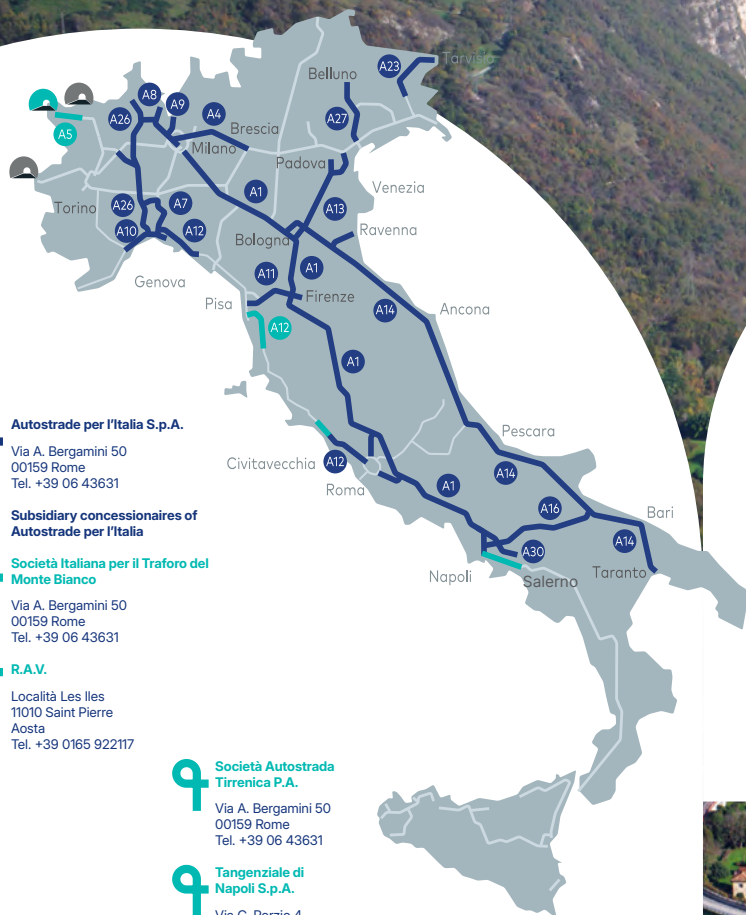 Tarvisio
A23
Belluno
A8
A9
A26
A4
A27
A5
Brescia
Milano
Padova
Venezia
A1
Torino
A26
A7
A13
A10
A12
Ravenna
Bologna
A11
A1
Genova
Pisa
Firenze
A14
Ancona
A12
A1
Autostrade per l'Italia S.p.A.
Via A. Bergamini 50
00159 Rome
Tel. +39 06 43631
Subsidiary concessionaires of
Autostrade per l'Italia
Società Italiana per il Traforo del
Monte Bianco
Via A. Bergamini 50
00159 Rome
Tel. +39 06 43631
R.A.V.
Località Les Iles
11010 Saint Pierre
Aosta
Tel. +39 0165 922117
Pescara
Civitavecchia
A12
A14
Roma
A1
A16
Bari
A14
A30
Napoli
Salerno
Taranto
Società Autostrada
Tirrenica P.A.
Via A. Bergamini 50
00159 Rome
Tel. +39 06 43631
Tangenziale di
Napoli S.p.A.
Via G. Porzio 4